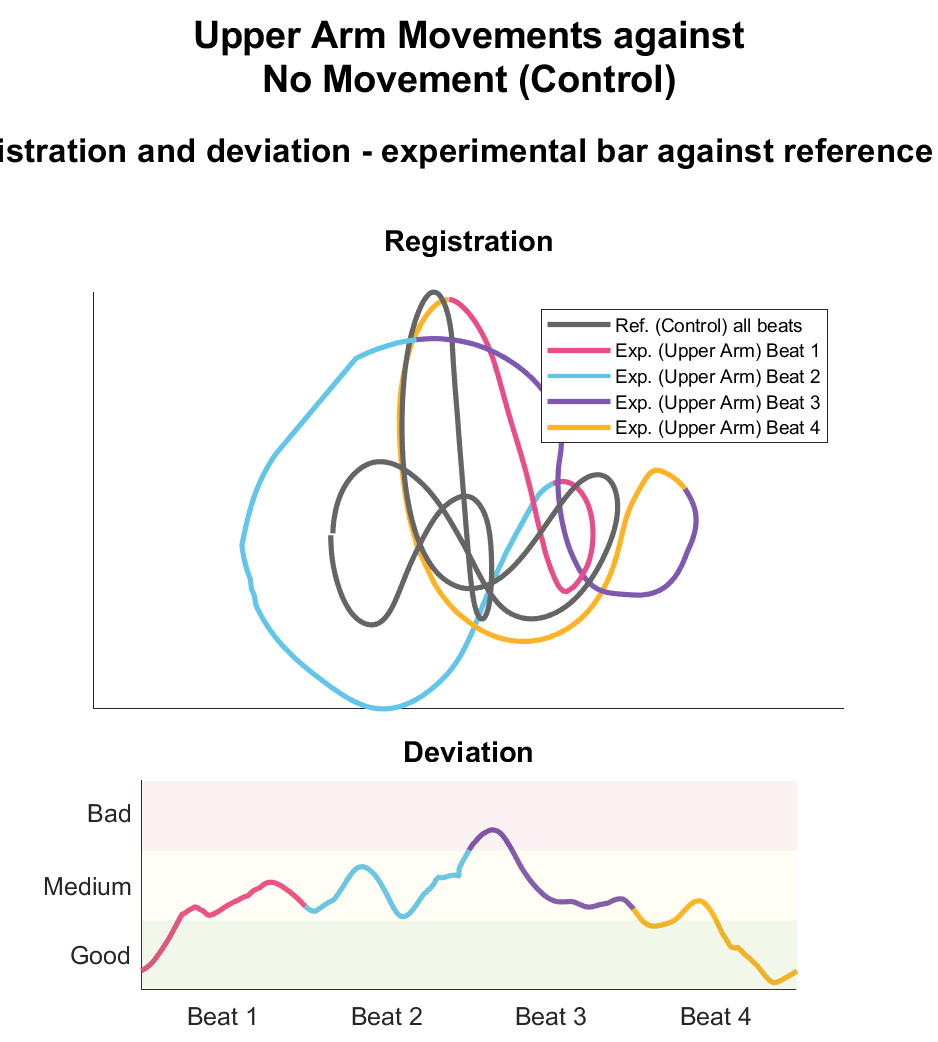 Upper Arm Movements against
No Movement (Control)
istration and deviation - experimental bar against reference
Registration
Ref. (Control) all beats
Exp. (Upper Arm) Beat 1
Exp. (Upper Arm) Beat 2
Exp. (Upper Arm) Beat 3
Exp. (Upper Arm) Beat 4
Deviation
Bad
Medium
Good
Beat 1 Beat 2 Beat 3 Beat 4